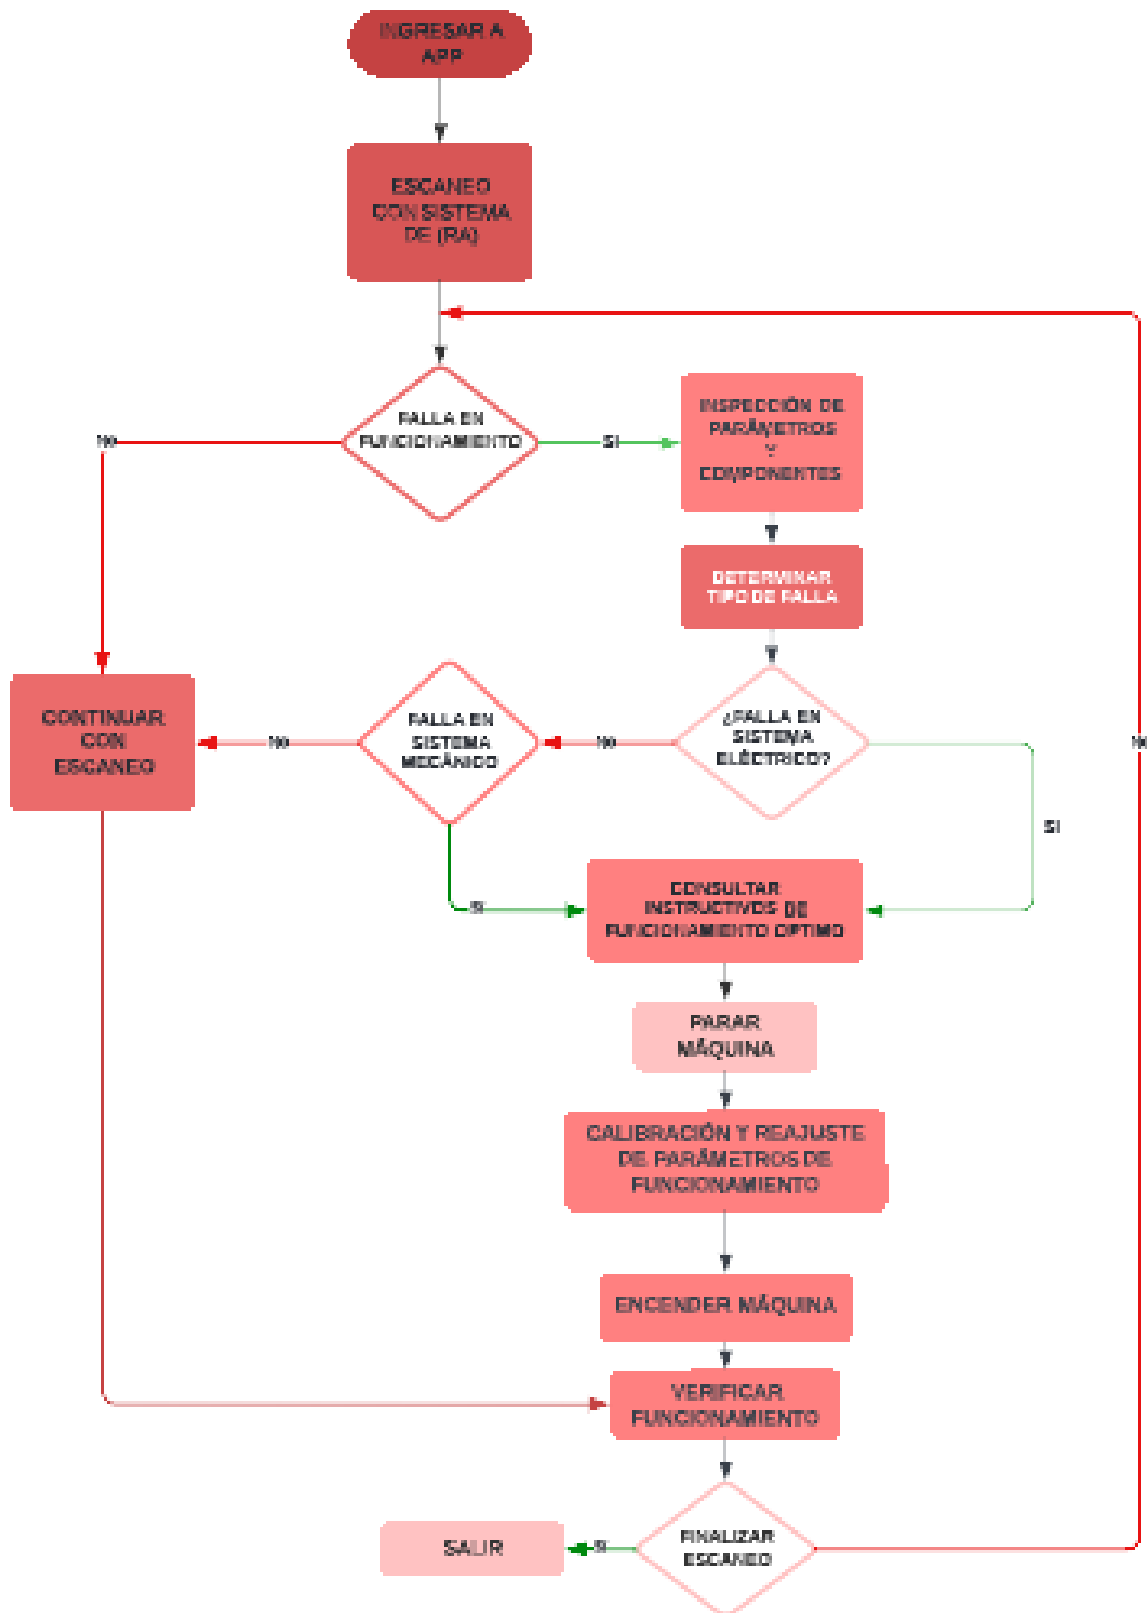 INGRESAR A
APP
ESCANEO
CON SISTEMA
DE (RA)
FALLA EN
FUNCIONAMIENTO
NO
SI
INSPECCIÓN DE
PARÁMETROS
Y
COMPONENTES
DETERMINAR
TIPO DE FALLA
¿FALLA EN
SISTEMA
ELÉCTRICO?
NO
SI
FALLA EN
SISTEMA
MECÁNICO
NO
SI
CONTINUAR
CON
ESCANEO
CONSULTAR
INSTRUCTIVOS DE
FUNCIONAMIENTO OPTIMO
PARAR
MÁQUINA
CALIBRACIÓN Y REAJUSTE
DE PARÁMETROS DE
FUNCIONAMIENTO
ENCENDER MÁQUINA
VERIFICAR
FUNCIONAMIENTO
FINALIZAR
ESCANEO
SI
NO
SALIR